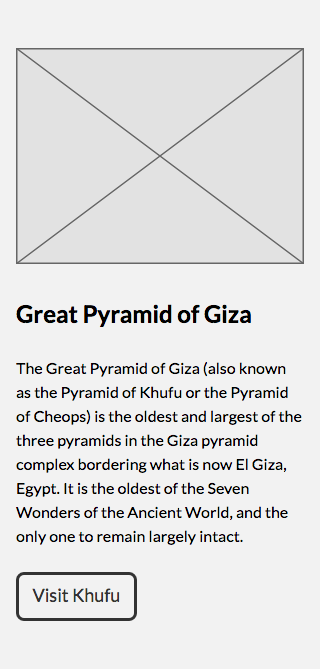 Great Pyramid of Giza
The Great Pyramid of Giza (also known
as the Pyramid of Khufu or the Pyramid
of Cheops) is the oldest and largest of the
three pyramids in the Giza pyramid
complex bordering what is now El Giza,
Egypt. It is the oldest of the Seven
Wonders of the Ancient World, and the
only one to remain largely intact.
Visit Khufu